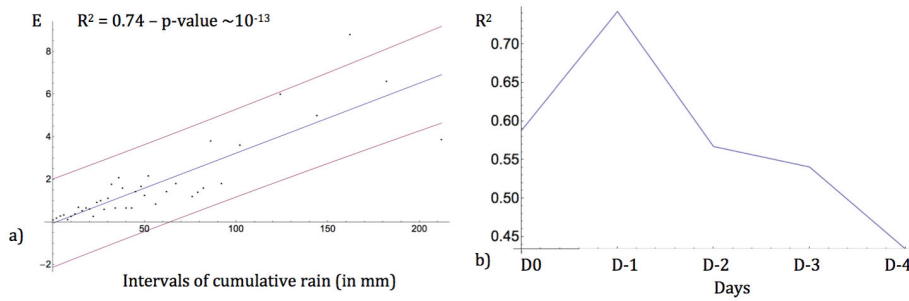 E R² = 0.74 – p-value ~10⁻¹³
8
6
4
2
-2
50 100 150 200
a)
Intervals of cumulative rain (in mm)
R²
0.70
0.65
0.60
0.55
0.50
0.45
b) D0 D-1 D-2 D-3 D-4
Days